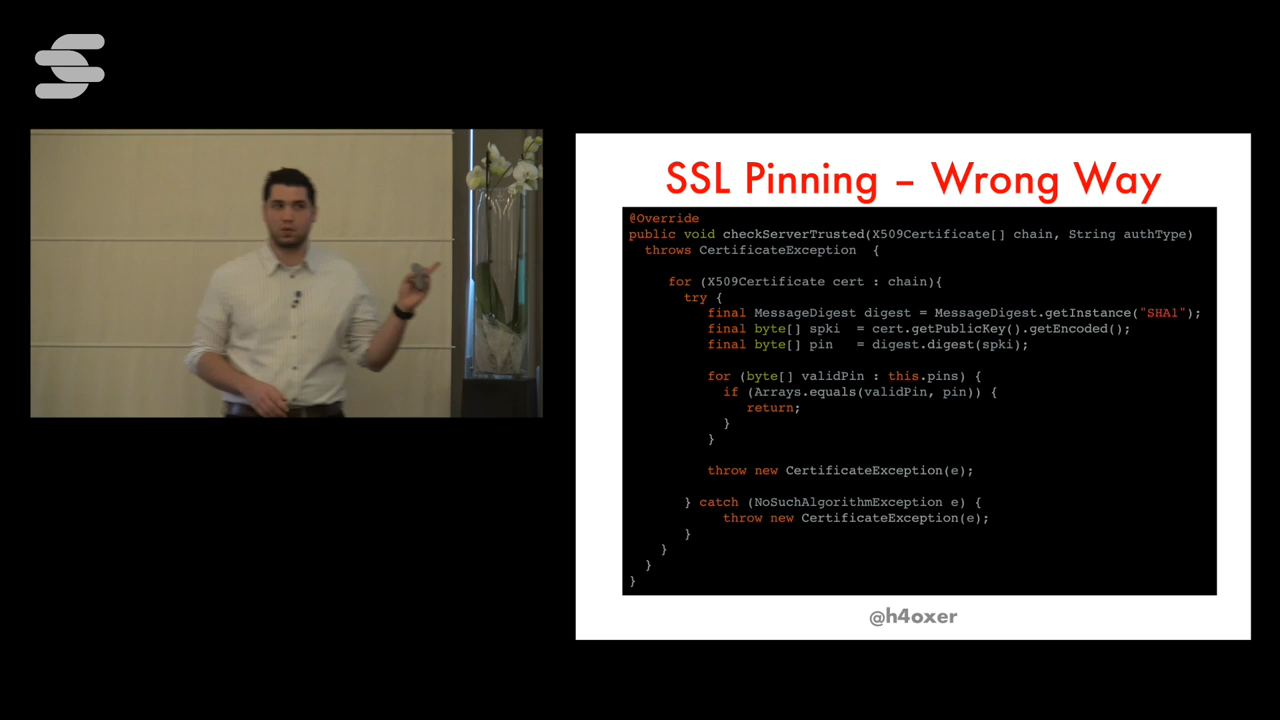 SSL Pinning – Wrong Way
@Override
public void checkServerTrusted(X509Certificate[] chain, String authType)
throws CertificateException {
for (X509Certificate cert : chain){
try {
final MessageDigest digest = MessageDigest.getInstance("SHA1");
final byte[] spki = cert.getPublicKey().getEncoded();
final byte[] pin = digest.digest(spki);
for (byte[] validPin : this.pins) {
if (Arrays.equals(validPin, pin)) {
return;
}
}
throw new CertificateException(e);
} catch (NoSuchAlgorithmException e) {
throw new CertificateException(e);
}
}
}
}
@h4oxer